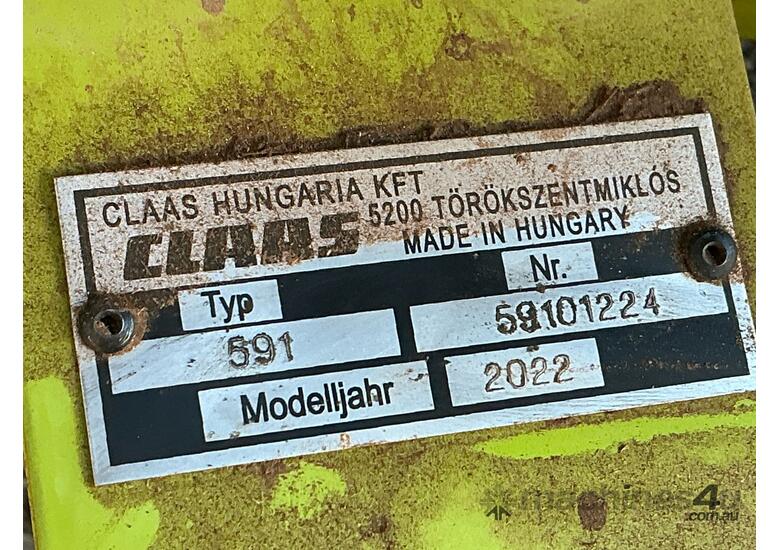 CLAAS HUNGARIA KFT
CLAAS 5200 TÖRÖKSZENTMIKLÓS
MADE IN HUNGARY
Typ Nr.
591 59101224
Modelljahr 2022
machines4u
.com.au